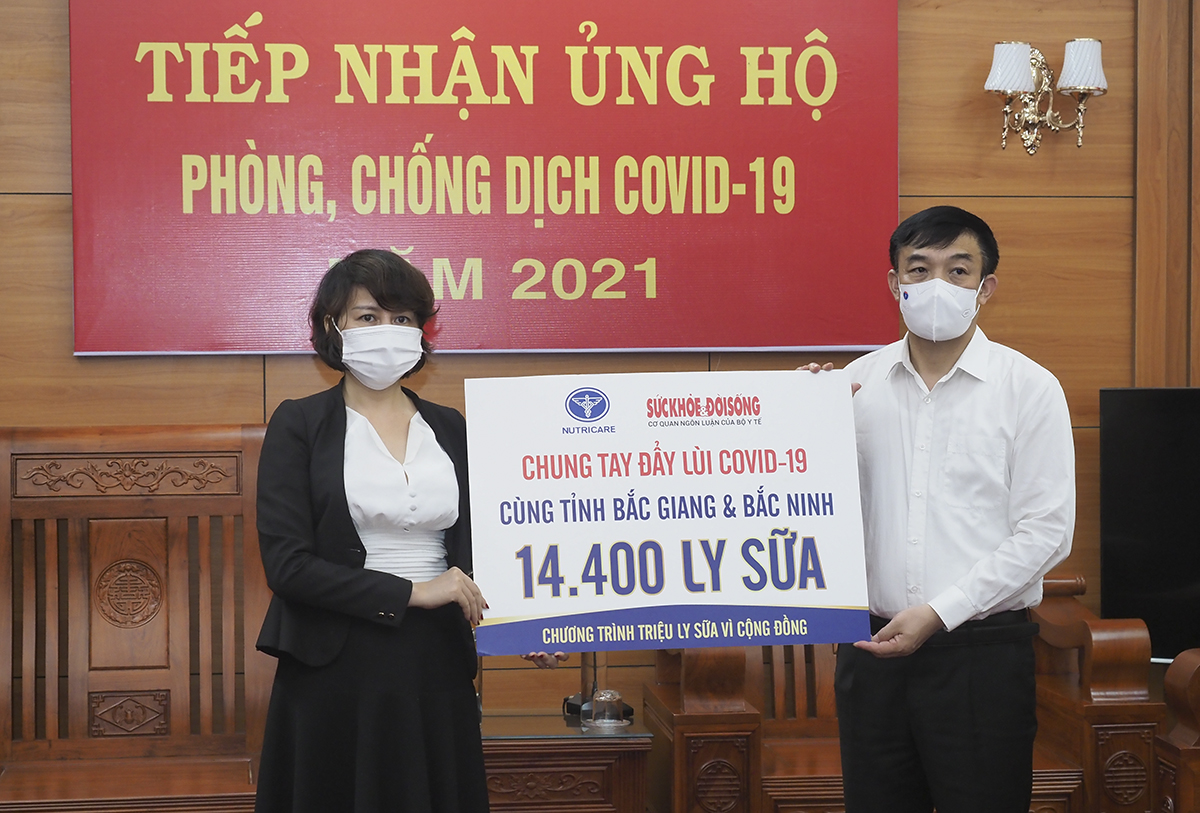 TIẾP NHẬN ỦNG HỘ
PHÒNG, CHỐNG DỊCH COVID-19
NĂM 2021
NUTRICARE
SỨC KHỎE & ĐỜI SỐNG
CƠ QUAN NGÔN LUẬN CỦA BỘ Y TẾ
CHUNG TAY ĐẨY LÙI COVID-19
CÙNG TỈNH BẮC GIANG & BẮC NINH
14.400 LY SỮA
CHƯƠNG TRÌNH TRIỆU LY SỮA VÌ CỘNG ĐỒNG